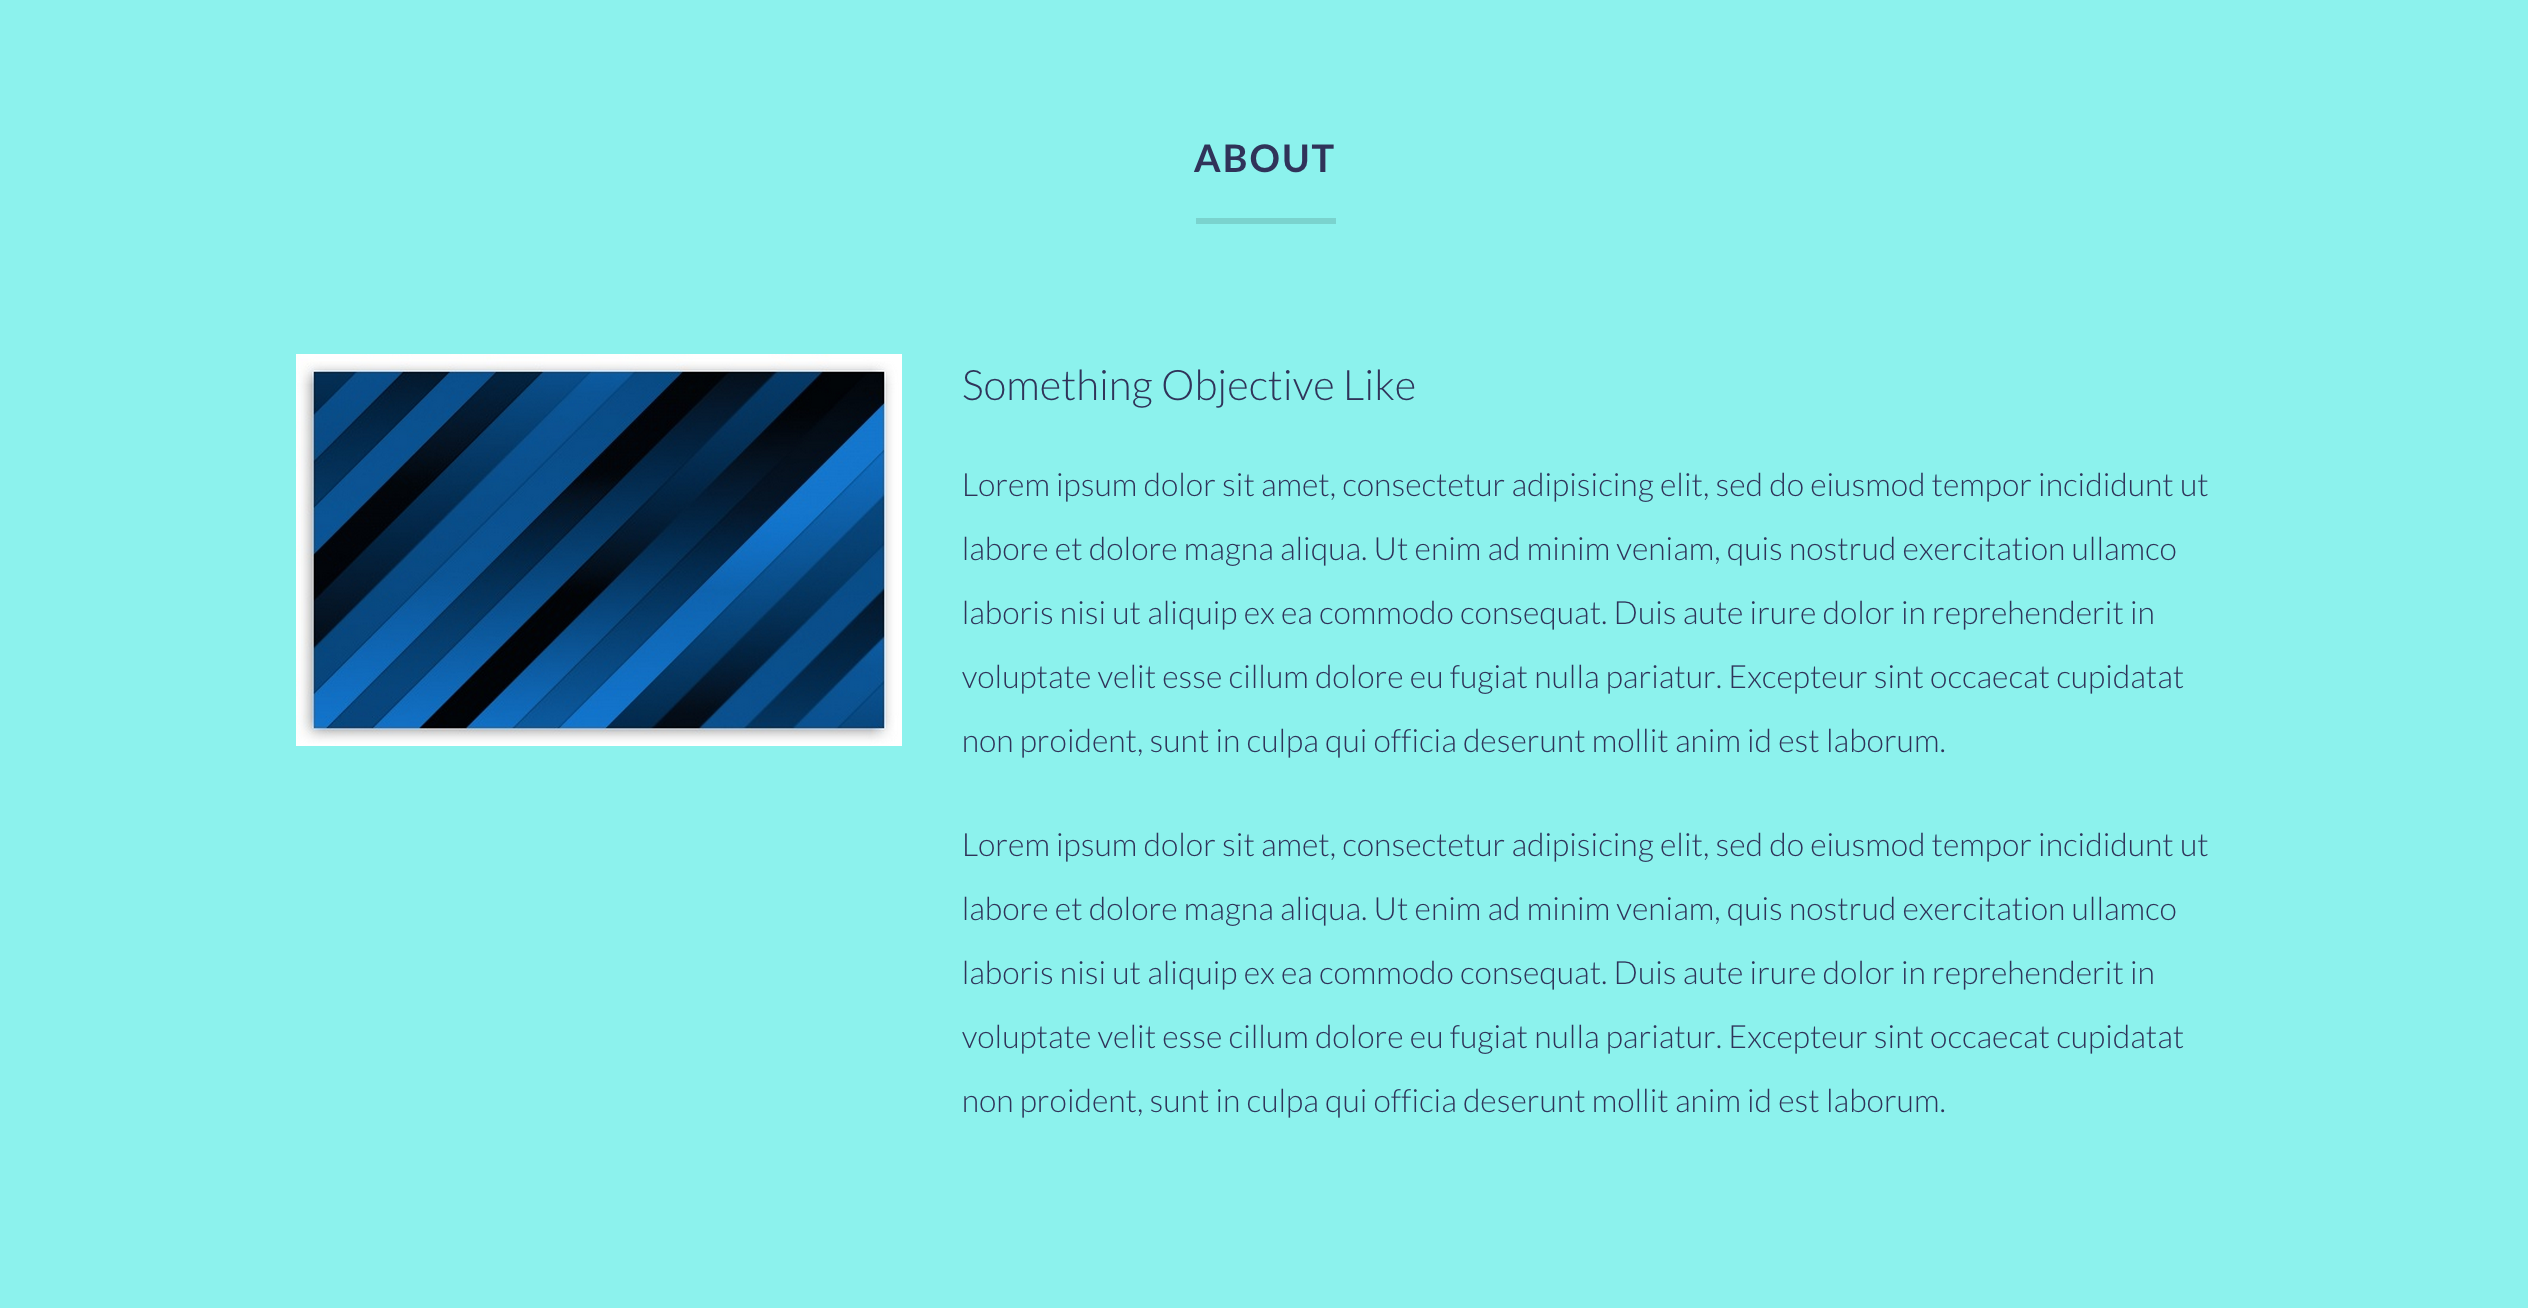 ABOUT
Something Objective Like
Lorem ipsum dolor sit amet, consectetur adipisicing elit, sed do eiusmod tempor incididunt ut
labore et dolore magna aliqua. Ut enim ad minim veniam, quis nostrud exercitation ullamco
laboris nisi ut aliquip ex ea commodo consequat. Duis aute irure dolor in reprehenderit in
voluptate velit esse cillum dolore eu fugiat nulla pariatur. Excepteur sint occaecat cupidatat
non proident, sunt in culpa qui officia deserunt mollit anim id est laborum.
Lorem ipsum dolor sit amet, consectetur adipisicing elit, sed do eiusmod tempor incididunt ut
labore et dolore magna aliqua. Ut enim ad minim veniam, quis nostrud exercitation ullamco
laboris nisi ut aliquip ex ea commodo consequat. Duis aute irure dolor in reprehenderit in
voluptate velit esse cillum dolore eu fugiat nulla pariatur. Excepteur sint occaecat cupidatat
non proident, sunt in culpa qui officia deserunt mollit anim id est laborum.